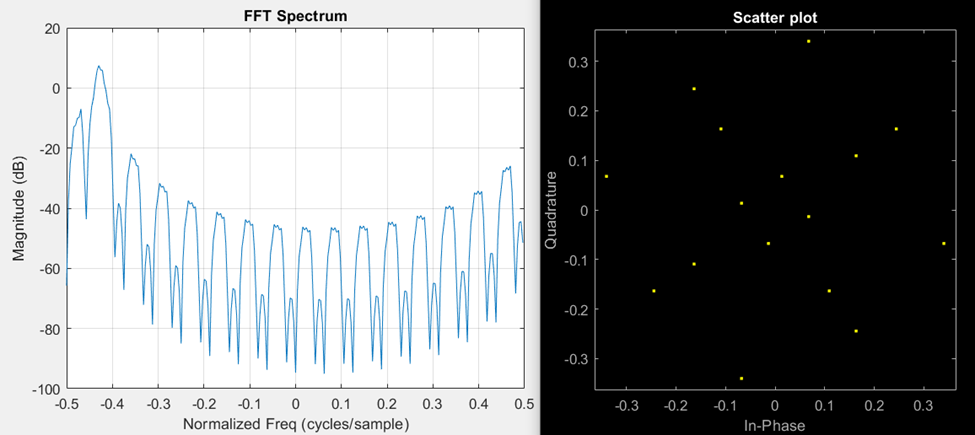 FFT Spectrum
20
0
-20
-40
-60
-80
-100
Magnitude (dB)
-0.5 -0.4 -0.3 -0.2 -0.1 0 0.1 0.2 0.3 0.4 0.5
Normalized Freq (cycles/sample)
Scatter plot
0.3
0.2
0.1
0
-0.1
-0.2
-0.3
Quadrature
-0.3 -0.2 -0.1 0 0.1 0.2 0.3
In-Phase